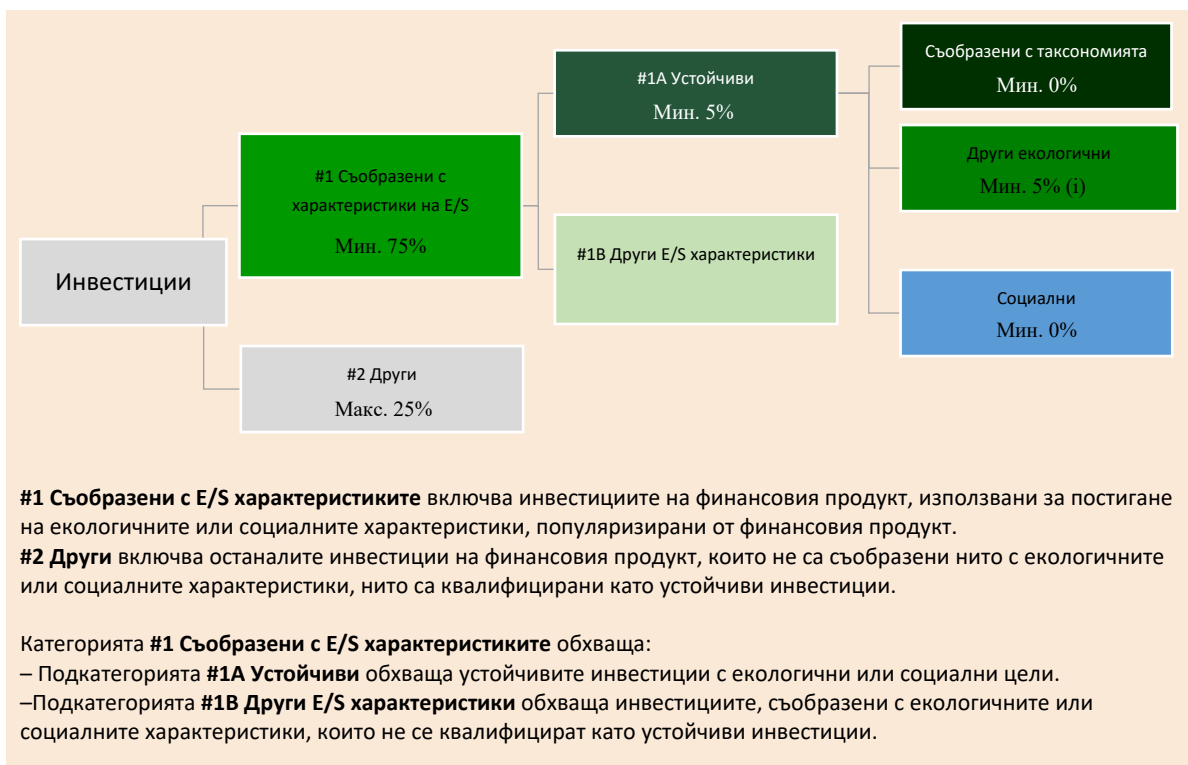 Инвестиции
#1 Съобразени с
характеристики на E/S
Мин. 75%
#2 Други
Макс. 25%
#1A Устойчиви
Мин. 5%
#1B Други E/S характеристики
Съобразени с таксономията
Мин. 0%
Други екологични
Мин. 5% (i)
Социални
Мин. 0%
#1 Съобразени с E/S характеристиките включва инвестициите на финансовия продукт, използвани за постигане
на екологичните или социалните характеристики, популяризирани от финансовия продукт.
#2 Други включва останалите инвестиции на финансовия продукт, които не са съобразени нито с екологичните
или социалните характеристики, нито са квалифицирани като устойчиви инвестиции.
Категорията #1 Съобразени с E/S характеристиките обхваща:
– Подкатегорията #1A Устойчиви обхваща устойчивите инвестиции с екологични или социални цели.
–Подкатегорията #1B Други E/S характеристики обхваща инвестициите, съобразени с екологичните или
социалните характеристики, които не се квалифицират като устойчиви инвестиции.